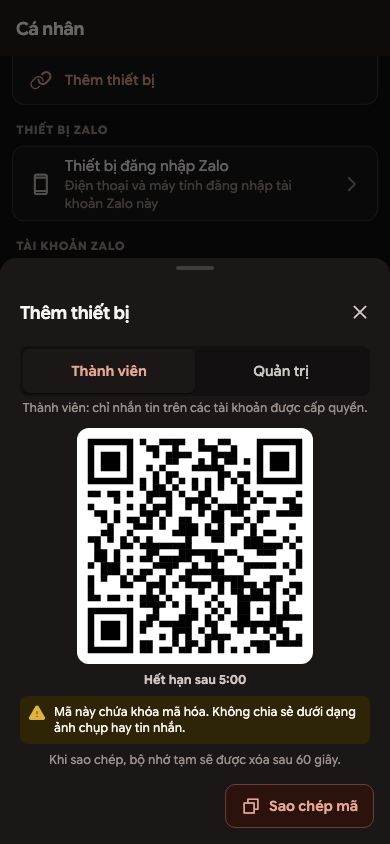 Cá nhân
Thêm thiết bị
THIẾT BỊ ZALO
Thiết bị đăng nhập Zalo
Điện thoại và máy tính đăng nhập tài
khoản Zalo này
TÀI KHOẢN ZALO
Thêm thiết bị
Thành viên
Quản trị
Thành viên: chỉ nhắn tin trên các tài khoản được cấp quyền.
Hết hạn sau 5:00
Mã này chứa khóa mã hóa. Không chia sẻ dưới dạng
ảnh chụp hay tin nhắn.
Khi sao chép, bộ nhớ tạm sẽ được xóa sau 60 giây.
Sao chép mã